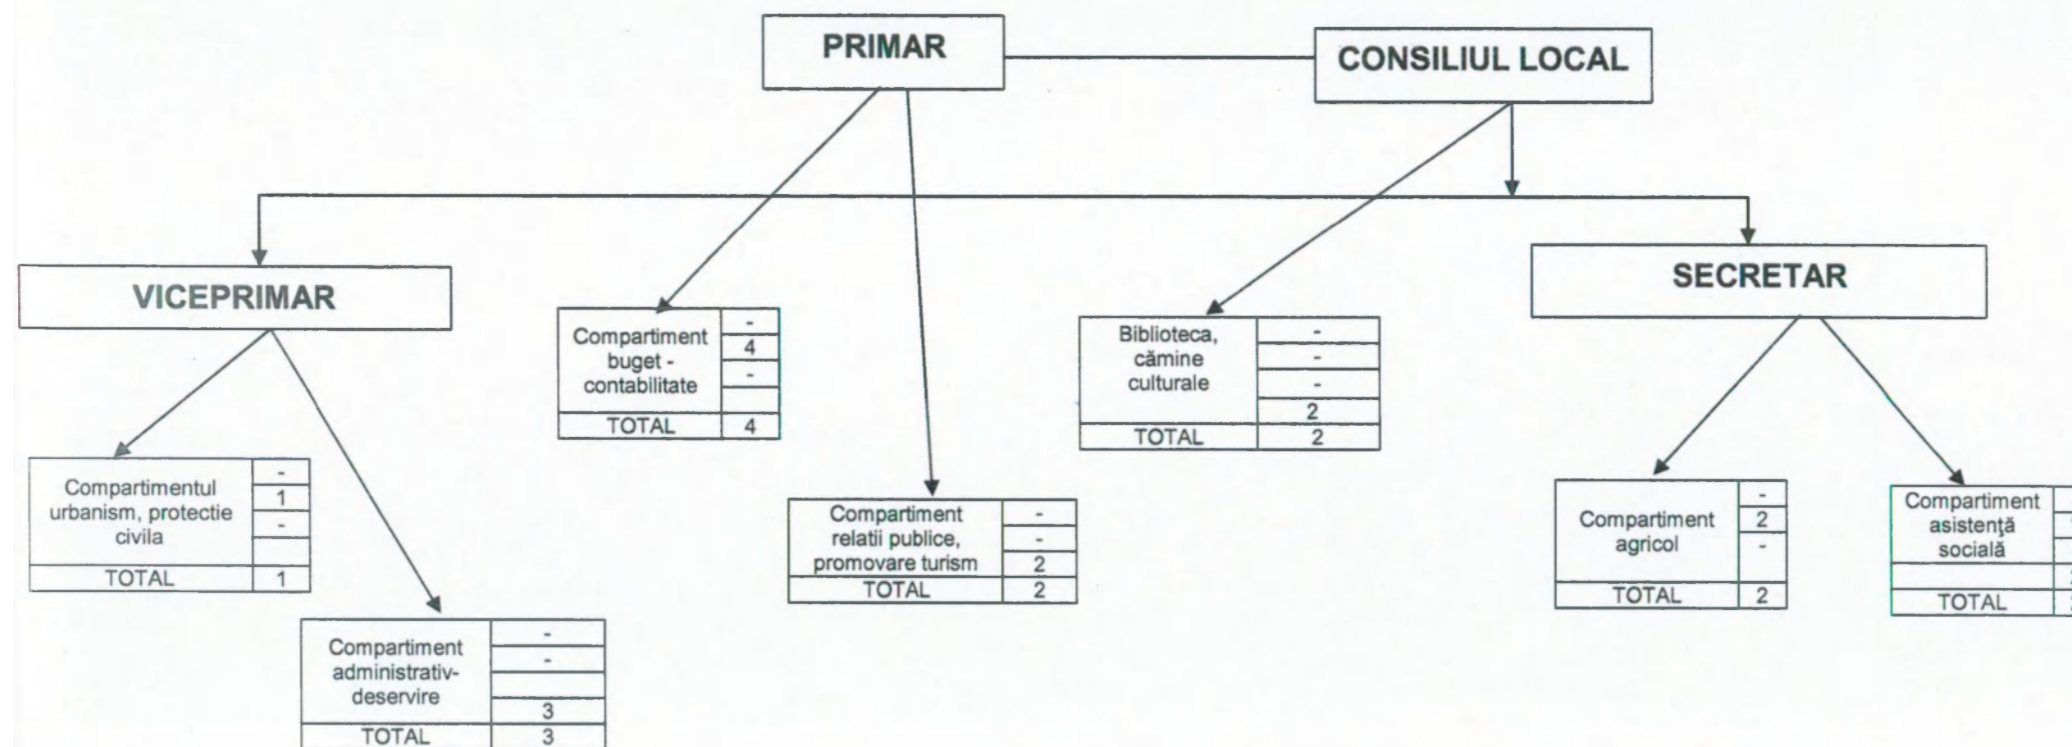 PRIMAR
CONSILIUL LOCAL
VICEPRIMAR
SECRETAR
Compartiment
buget -
contabilitate
-
4
-
TOTAL 4
Biblioteca,
cămine
culturale
-
-
-
2
TOTAL 2
Compartimentul
urbanism, protectie
civila
-
1
-
TOTAL 1
Compartiment
relatii publice,
promovare turism
-
-
2
TOTAL 2
Compartiment
agricol
-
2
-
TOTAL 2
Compartiment
asistenţă
socială
TOTAL
Compartiment
administrativ-
deservire
-
-
3
TOTAL 3